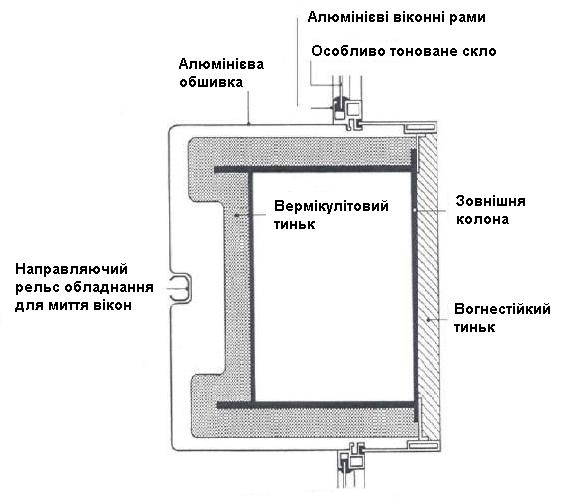 Алюмінієві віконні рами
Особливо тоноване скло
Алюмінієва
обшивка
Вермікулітовий
тиньк
Зовнішня
колона
Направляючий
рельс обладнання
для миття вікон
Вогнестійкий
тиньк